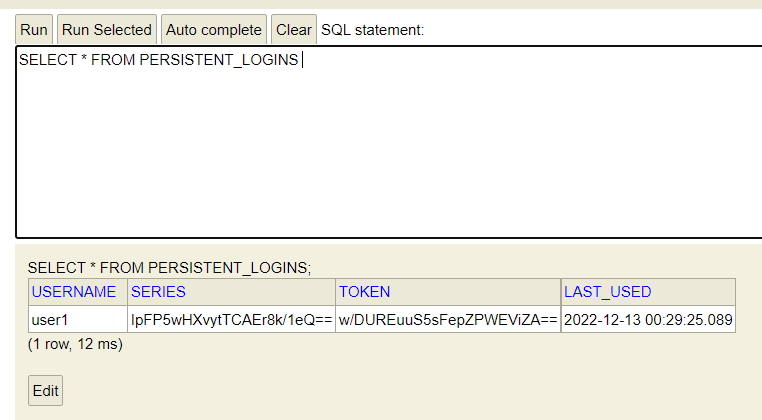 Run Run Selected Auto complete Clear SQL statement:
SELECT * FROM PERSISTENT_LOGINS
SELECT * FROM PERSISTENT_LOGINS;
USERNAME SERIES TOKEN LAST_USED
user1 IpFP5wHXvytTCAEr8k/1eQ== w/DUREuuS5sFepZPWEViZA== 2022-12-13 00:29:25.089
(1 row, 12 ms)
Edit